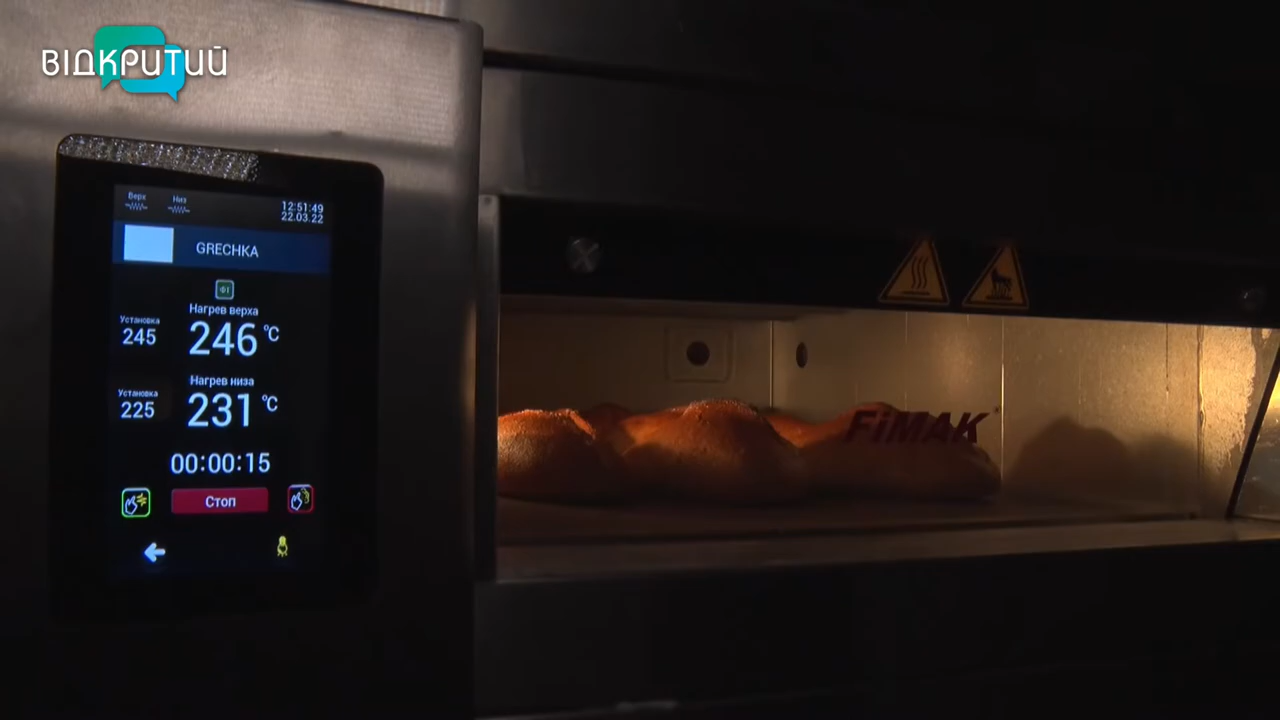 ВІДКРИТИЙ
Верх
Низ
12:51:49
22.03.22
GRECHKA
Нагрев верха
Установка
245
246 °C
Нагрев низа
Установка
225
231 °C
00:00:15
Стоп
FiMAK